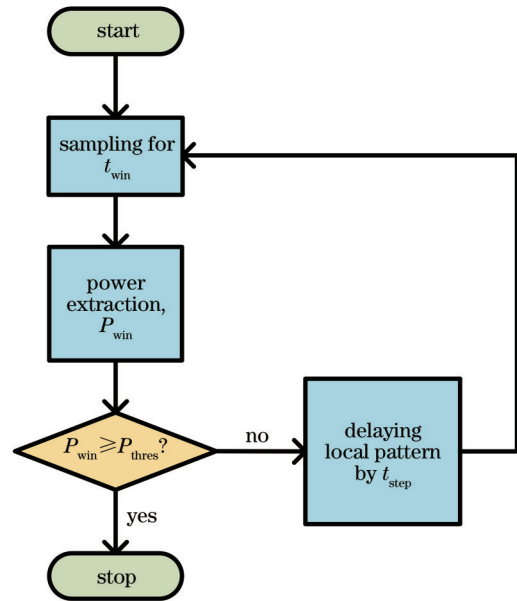 start
sampling for
t_win
power
extraction,
P_win
P_win ≥ P_thres?
no
delaying
local pattern
by t_step
yes
stop